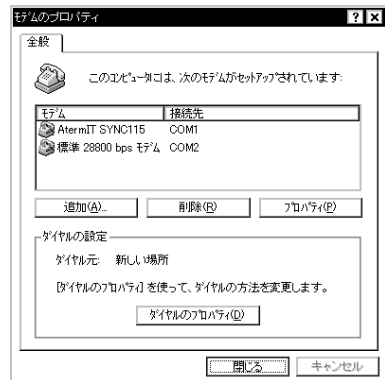 ﾓﾃﾞﾑのﾌﾟﾛﾊﾟﾃｨ
全般
このｺﾝﾋﾟｭｰﾀには、次のﾓﾃﾞﾑがｾｯﾄｱｯﾌﾟされています:
ﾓﾃﾞﾑ 接続先
AtermIT SYNC115 COM1
標準 28800 bps ﾓﾃﾞﾑ COM2
追加(A)... 削除(R) ﾌﾟﾛﾊﾟﾃｨ(P)
ﾀﾞｲﾔﾙの設定
ﾀﾞｲﾔﾙ元: 新しい場所
[ﾀﾞｲﾔﾙのﾌﾟﾛﾊﾟﾃｨ] を使って、ﾀﾞｲﾔﾙの方法を変更します。
ﾀﾞｲﾔﾙのﾌﾟﾛﾊﾟﾃｨ(D)
閉じる ｷｬﾝｾﾙ